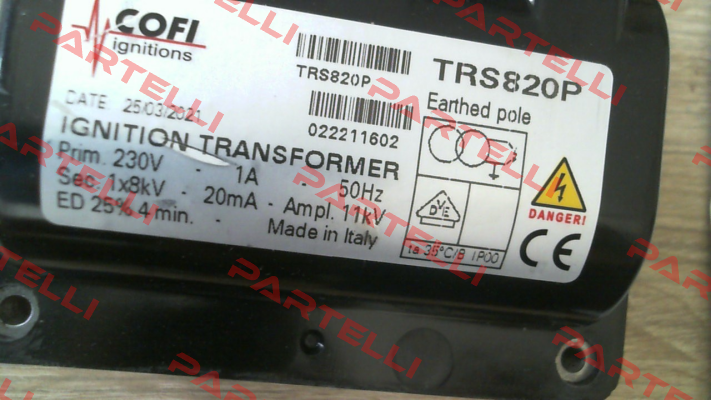 COFI
ignitions
TRS820P
TRS820P
DATE 25/03/2021
022211602
Earthed pole
IGNITION TRANSFORMER
Prim. 230V - 1A - 50Hz
Sec. 1x8kV - 20mA - Ampl. 11kV
ED 25% 4 min. - Made in Italy
DVE
DANGER!
CE
ta 35°C/B IP00
PARTELLI
PARTELLI
PARTELLI
PARTELLI
PARTELLI
PARTELLI